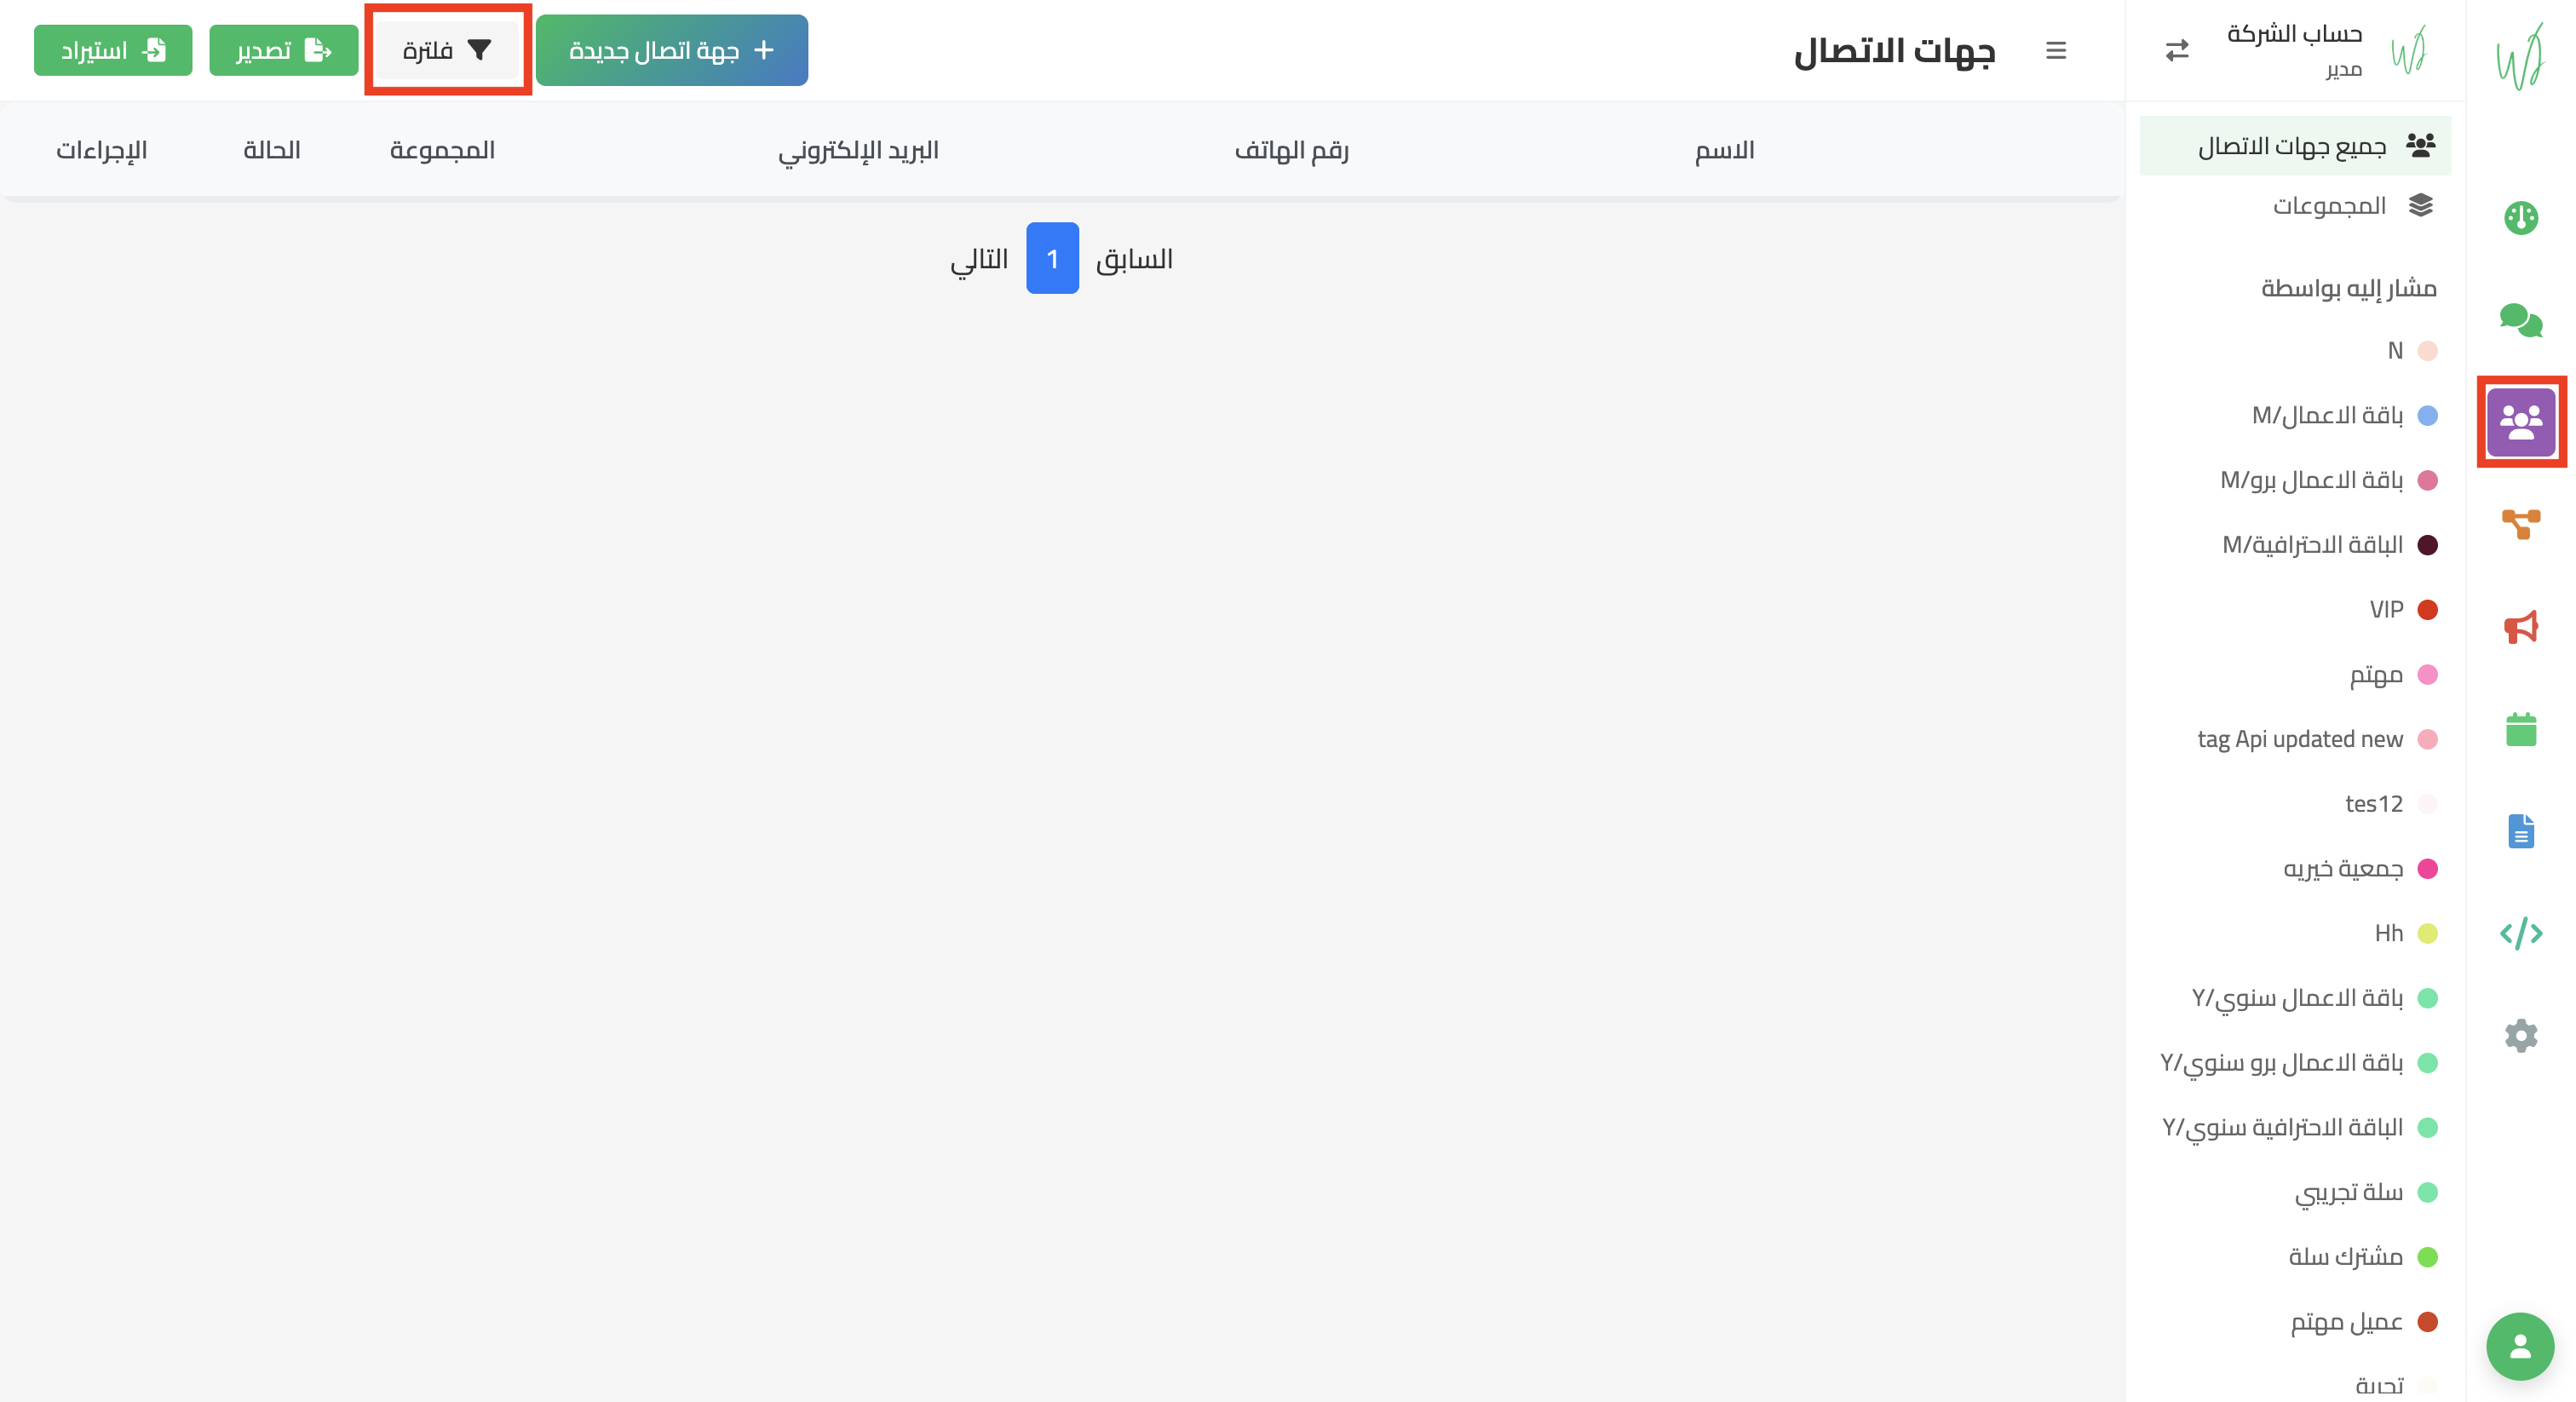 حساب الشركة
مدير
جهات الاتصال
جهة اتصال جديدة
فلترة
تصدير
استيراد
جميع جهات الاتصال
المجموعات
مشار إليه بواسطة
N
باقة الاعمال/M
باقة الاعمال برو/M
الباقة الاحترافية/M
VIP
مهتم
tag Api updated new
tes12
جمعية خيريه
Hh
باقة الاعمال سنوي/Y
باقة الاعمال برو سنوي/Y
الباقة الاحترافية سنوي/Y
سلة تجريبي
مشترك سلة
عميل مهتم
تجربة
الاسم
رقم الهاتف
البريد الإلكتروني
المجموعة
الحالة
الإجراءات
السابق
1
التالي